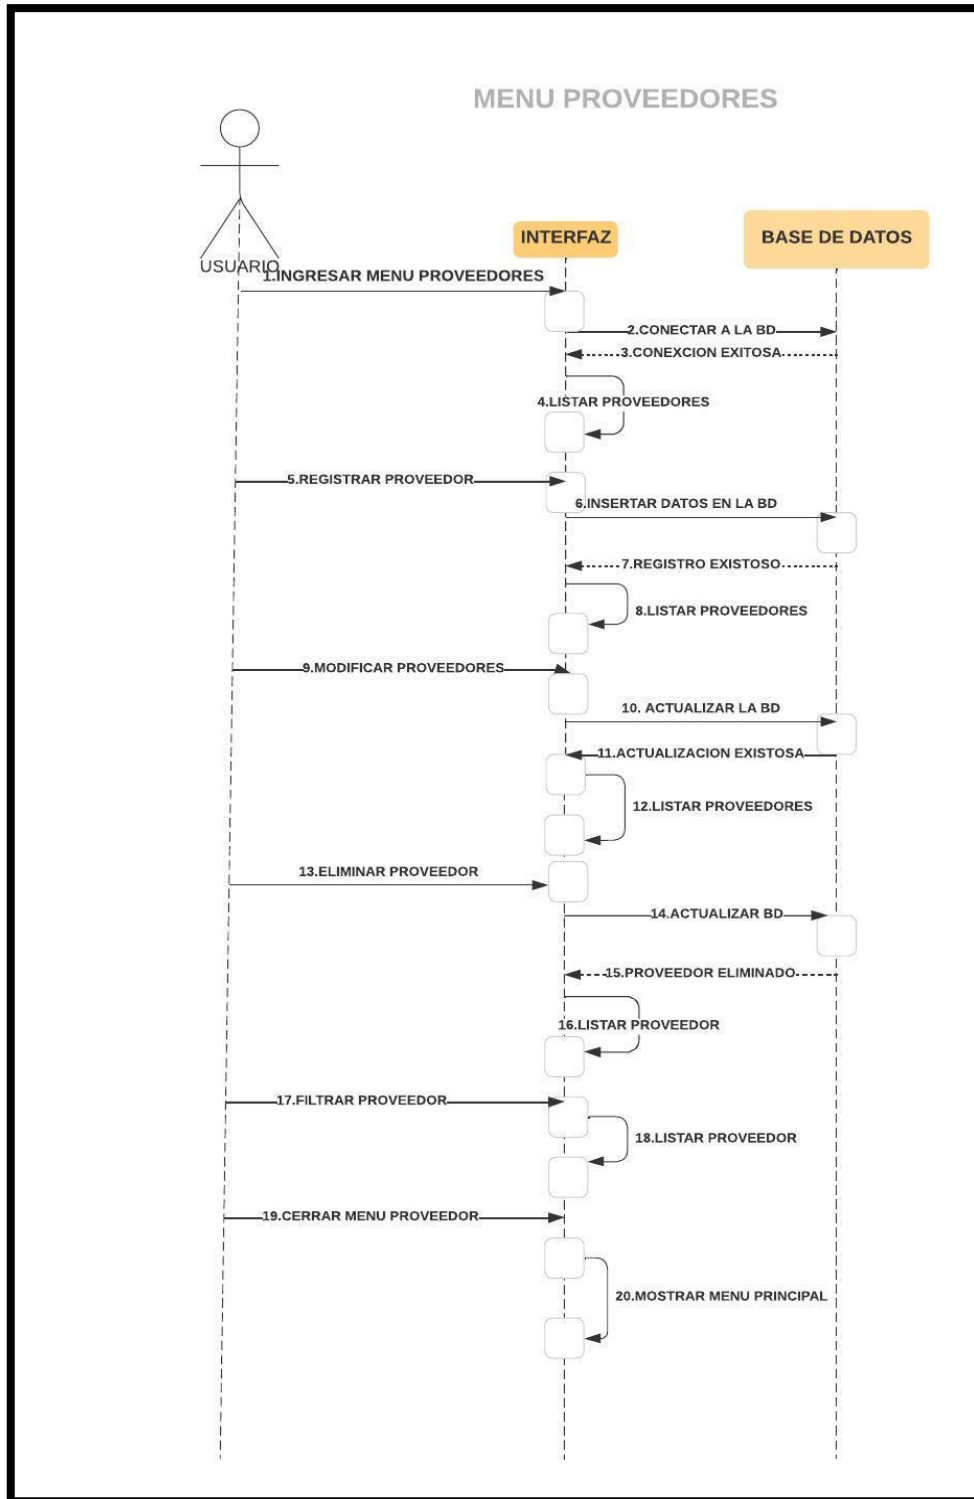 MENU PROVEEDORES
INTERFAZ
BASE DE DATOS
USUARIO
1.INGRESAR MENU PROVEEDORES
2.CONECTAR A LA BD
3.CONEXCION EXITOSA
4.LISTAR PROVEEDORES
5.REGISTRAR PROVEEDOR
6.INSERTAR DATOS EN LA BD
7.REGISTRO EXISTOSO
8.LISTAR PROVEEDORES
9.MODIFICAR PROVEEDORES
10. ACTUALIZAR LA BD
11.ACTUALIZACION EXISTOSA
12.LISTAR PROVEEDORES
13.ELIMINAR PROVEEDOR
14.ACTUALIZAR BD
15.PROVEEDOR ELIMINADO
16.LISTAR PROVEEDOR
17.FILTRAR PROVEEDOR
18.LISTAR PROVEEDOR
19.CERRAR MENU PROVEEDOR
20.MOSTRAR MENU PRINCIPAL